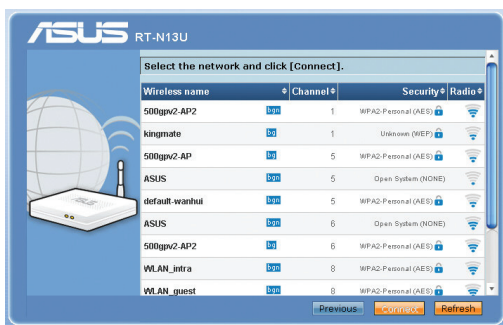 ASUS RT-N13U
Select the network and click [Connect].
Wireless name Channel Security Radio
500gpv2-AP2 bgn 1 WPA2-Personal (AES)
kingmate bg 1 Unknown (WEP)
500gpv2-AP bg 5 WPA2-Personal (AES)
ASUS bgn 5 Open System (NONE)
default-wanhui bgn 5 WPA2-Personal (AES)
ASUS bgn 6 Open System (NONE)
500gpv2-AP2 bg 6 WPA2-Personal (AES)
WLAN_intra bgn 8 WPA2-Personal (AES)
WLAN_guest bgn 8 WPA2-Personal (AES)
Previous Connect Refresh